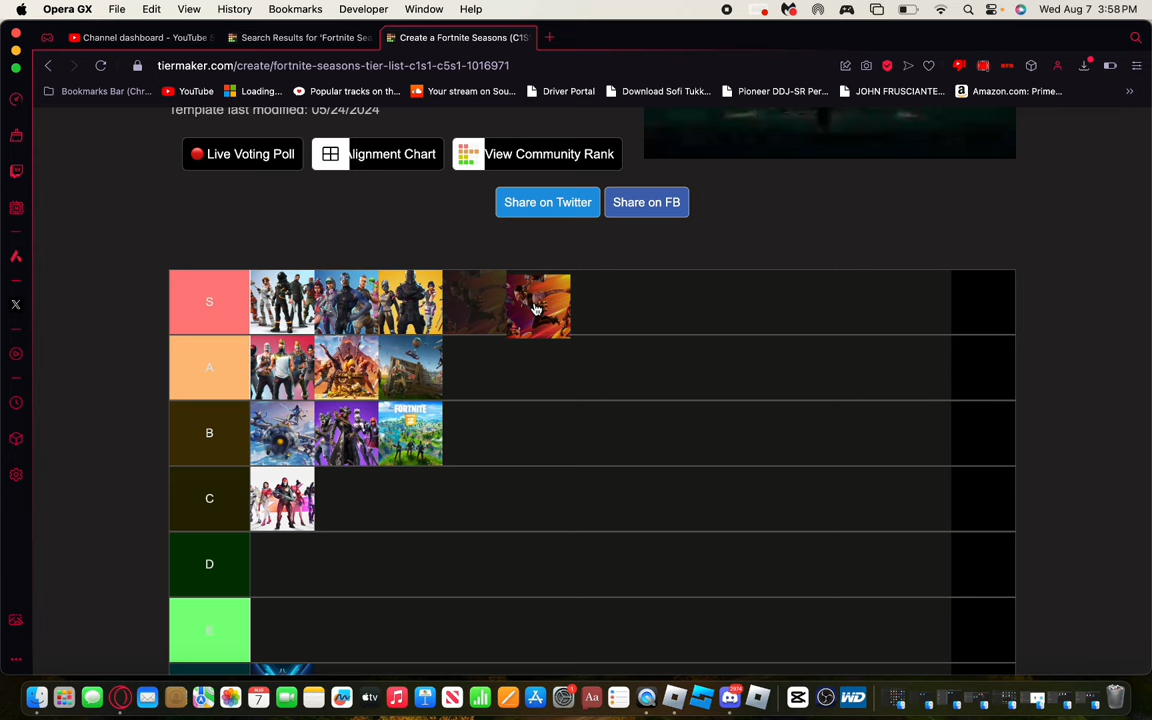 Opera GX File Edit View History Bookmarks Developer Window Help Wed Aug 7 3:58 PM
Channel dashboard - YouTube S Search Results for 'Fortnite Sea Create a Fortnite Seasons (C1S
tiermaker.com/create/fortnite-seasons-tier-list-c1s1-c5s1-1016971
Bookmarks Bar (Chr... YouTube Loading... Popular tracks on th... Your stream on Sou... Driver Portal Download Sofi Tukk... Pioneer DDJ-SR Per... JOHN FRUSCIANTE... Amazon.com: Prime...
Template last modified: 05/24/2024
Live Voting Poll Alignment Chart View Community Rank
Share on Twitter Share on FB
S
A
B FORTNITE
C
D
E
2974 WD